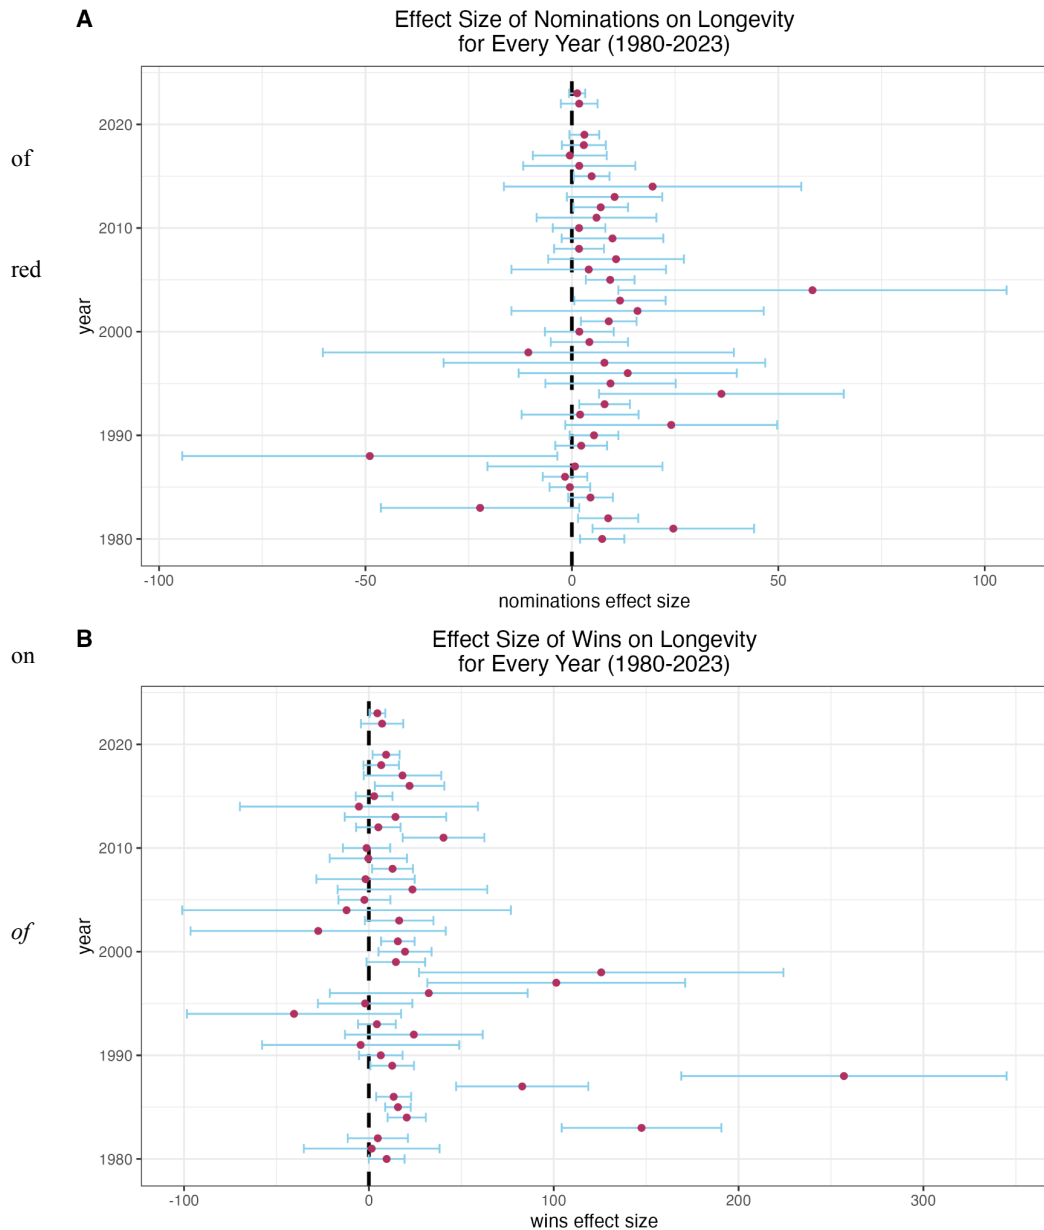 A
Effect Size of Nominations on Longevity
for Every Year (1980-2023)
of
red
year
2020
2010
2000
1990
1980
-100 -50 0 50 100
nominations effect size
on
B
Effect Size of Wins on Longevity
for Every Year (1980-2023)
of
year
2020
2010
2000
1990
1980
-100 0 100 200 300
wins effect size